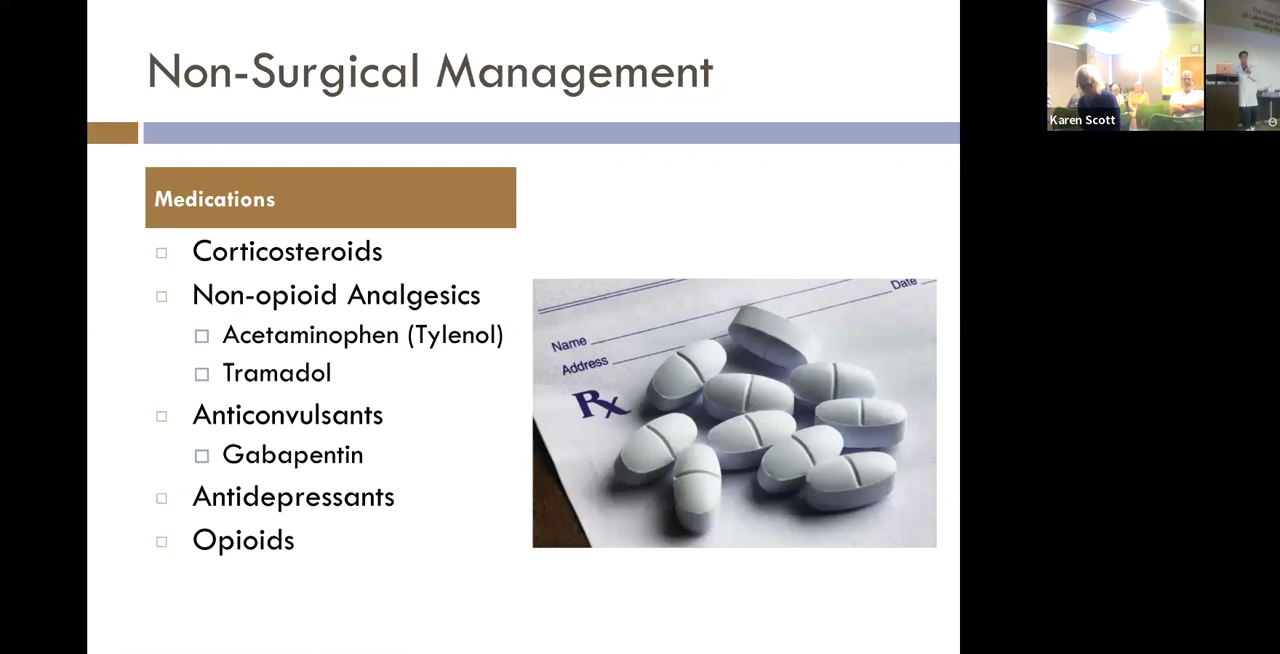 Non-Surgical Management
Medications
Corticosteroids
Non-opioid Analgesics
Acetaminophen (Tylenol)
Tramadol
Anticonvulsants
Gabapentin
Antidepressants
Opioids
Date
Name
Address
Rx
Karen Scott